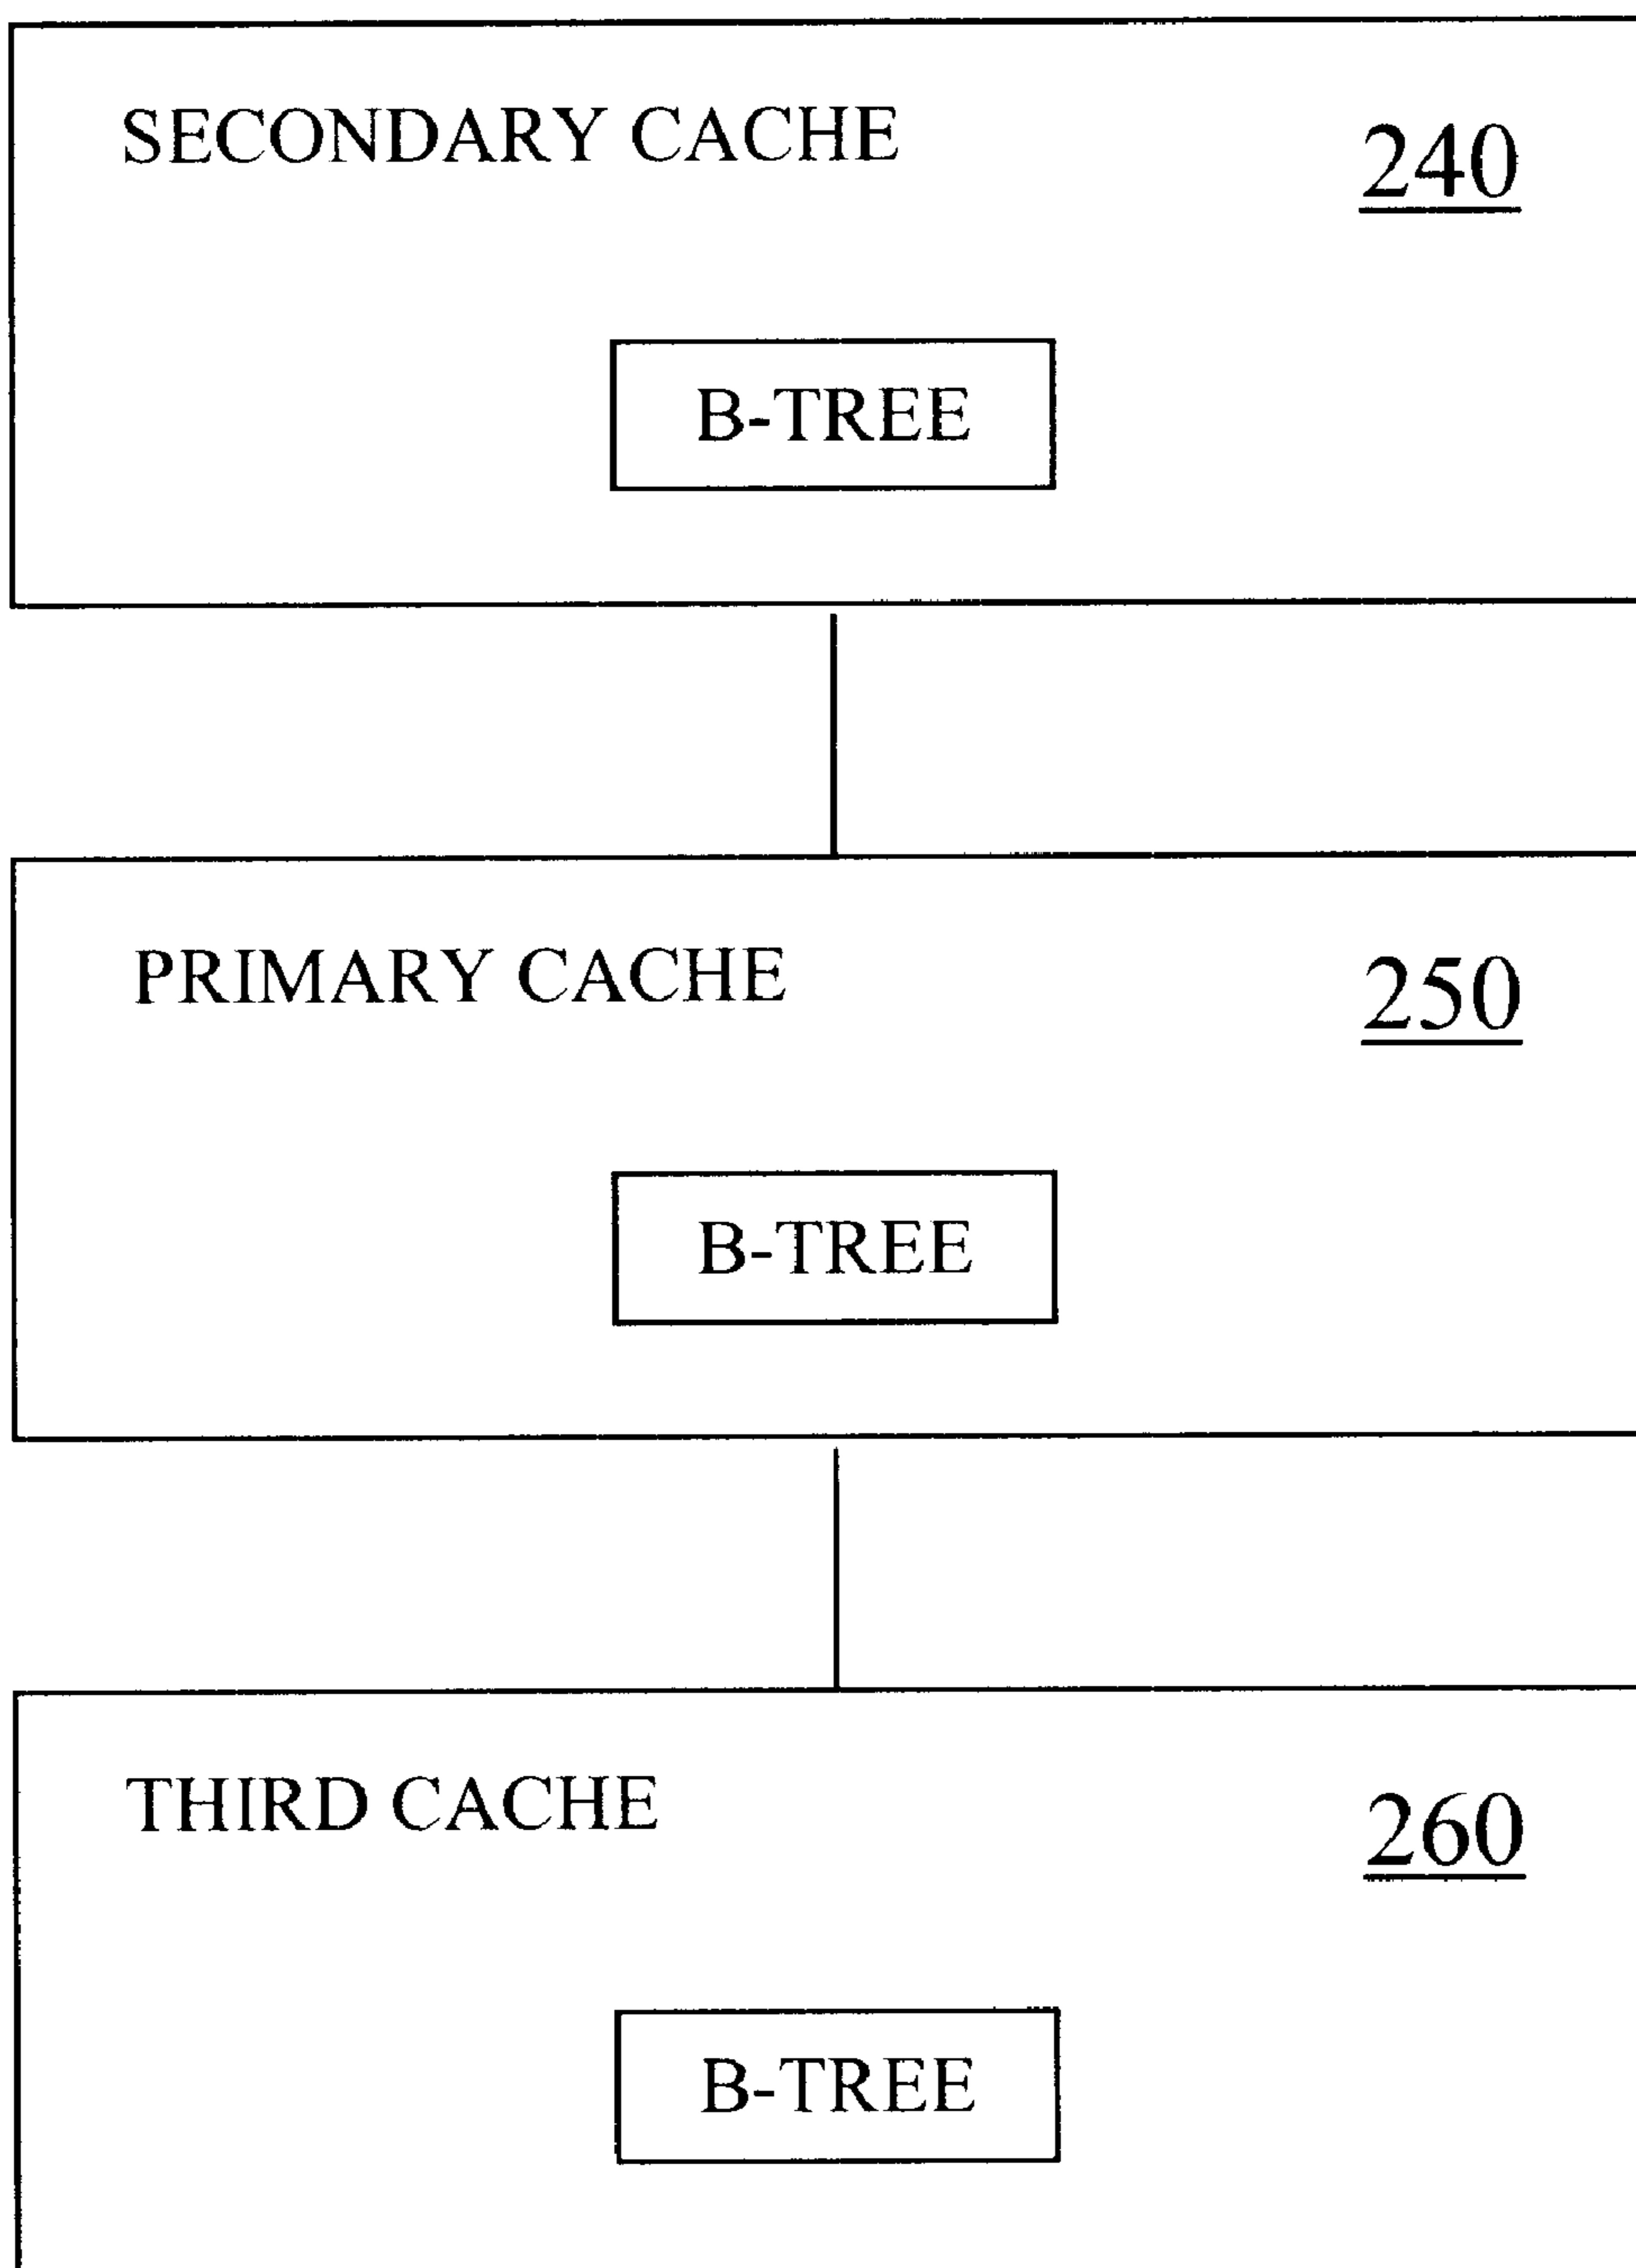 SECONDARY CACHE 240
B-TREE
PRIMARY CACHE 250
B-TREE
THIRD CACHE 260
B-TREE